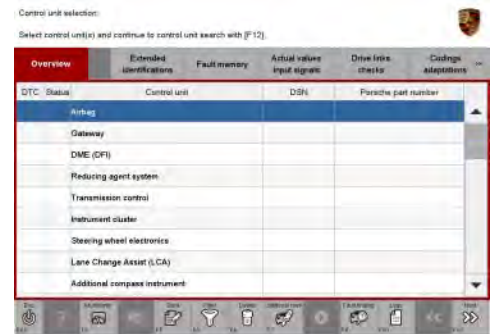 Control unit selection:
Select control unit(s) and continue to control unit search with [F12].
Overview
Extended identifications
Fault memory
Actual values input signals
Drive links checks
Codings adaptations
DTC Status Control unit DSN Porsche part number
Airbag
Gateway
DME (DFI)
Reducing agent system
Transmission control
Instrument cluster
Steering wheel electronics
Lane Change Assist (LCA)
Additional compass instrument